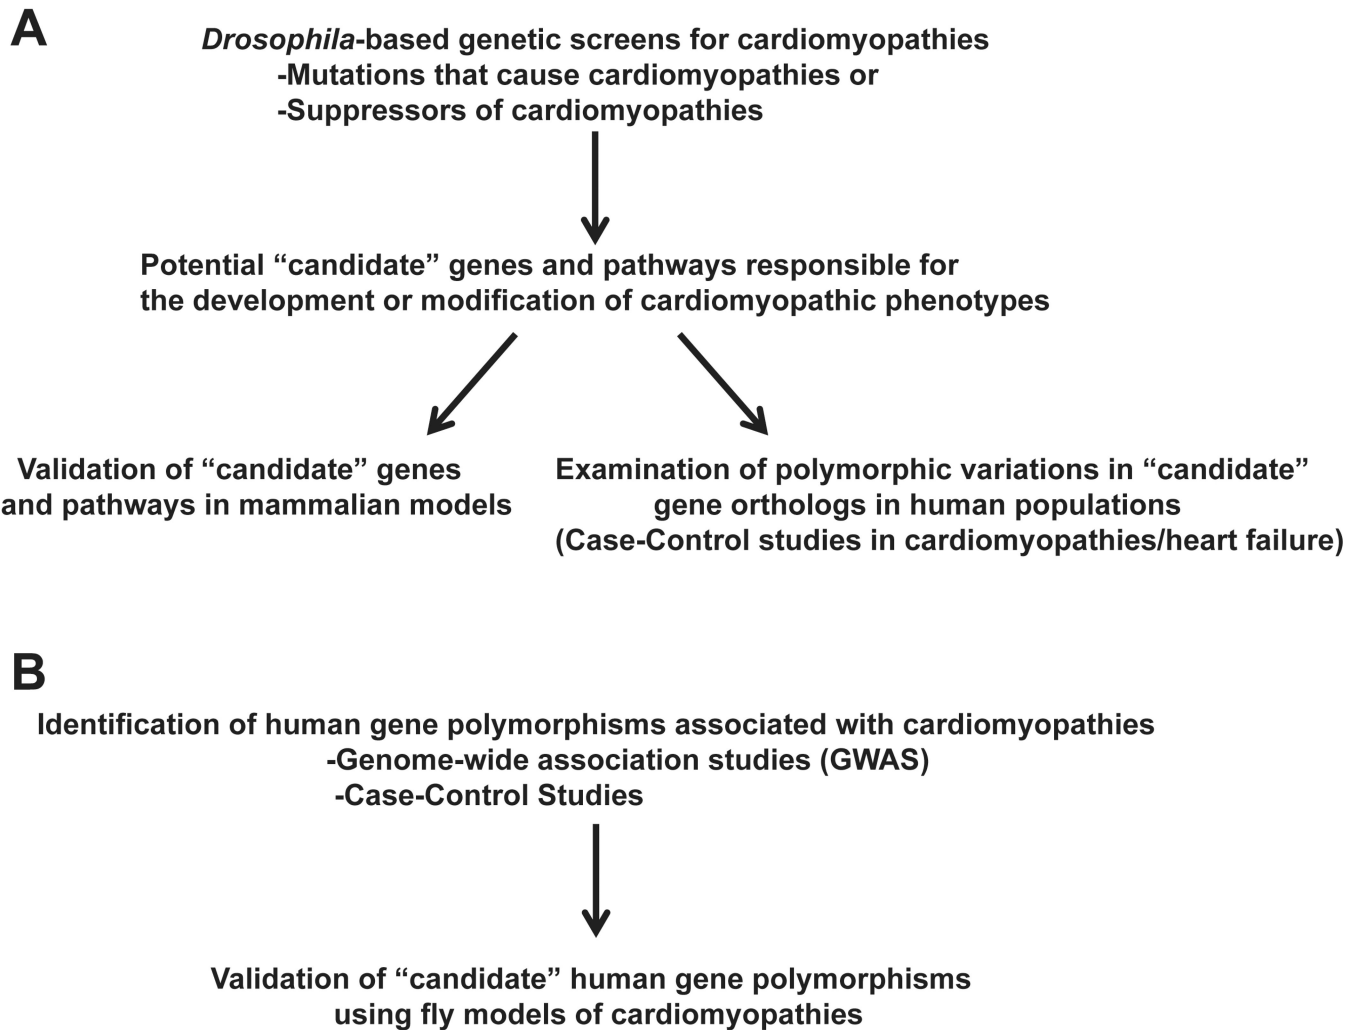 A
Drosophila-based genetic screens for cardiomyopathies
-Mutations that cause cardiomyopathies or
-Suppressors of cardiomyopathies
Potential “candidate” genes and pathways responsible for
the development or modification of cardiomyopathic phenotypes
Validation of “candidate” genes
and pathways in mammalian models
Examination of polymorphic variations in “candidate”
gene orthologs in human populations
(Case-Control studies in cardiomyopathies/heart failure)
B
Identification of human gene polymorphisms associated with cardiomyopathies
-Genome-wide association studies (GWAS)
-Case-Control Studies
Validation of “candidate” human gene polymorphisms
using fly models of cardiomyopathies